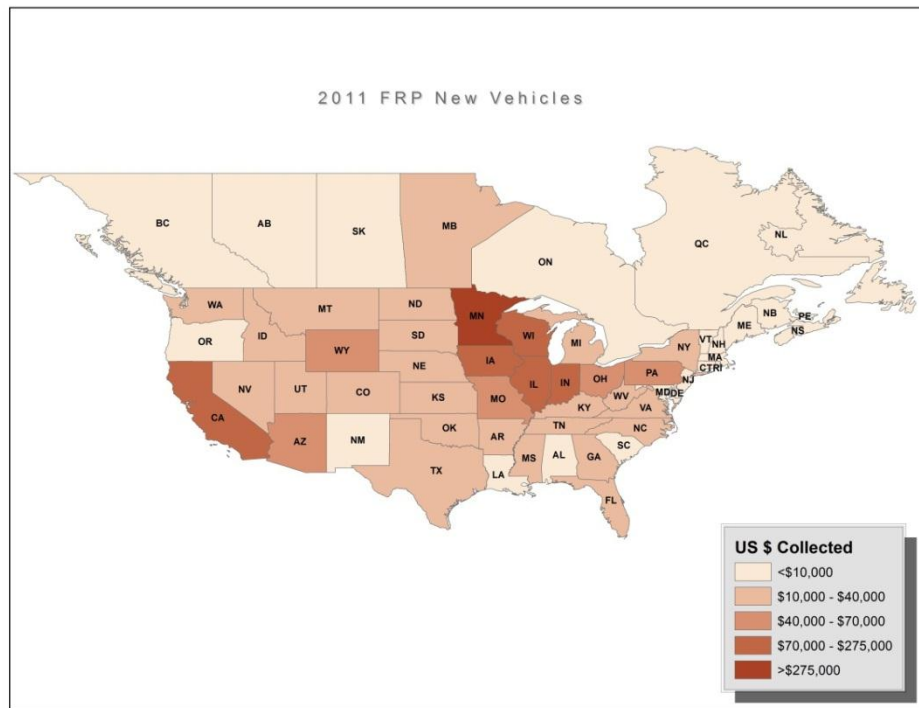 2011 FRP New Vehicles
BC
AB
SK
MB
ON
QC
NL
NB
PE
NS
ME
WA
MT
ND
MN
OR
ID
WY
SD
WI
MI
NY
VT
NH
MA
CT
RI
NE
IA
PA
NJ
NV
UT
CO
KS
MO
IL
IN
OH
MD
DE
WV
VA
KY
CA
AZ
NM
OK
AR
TN
NC
SC
TX
LA
MS
AL
GA
FL
US $ Collected
<$10,000
$10,000 - $40,000
$40,000 - $70,000
$70,000 - $275,000
>$275,000